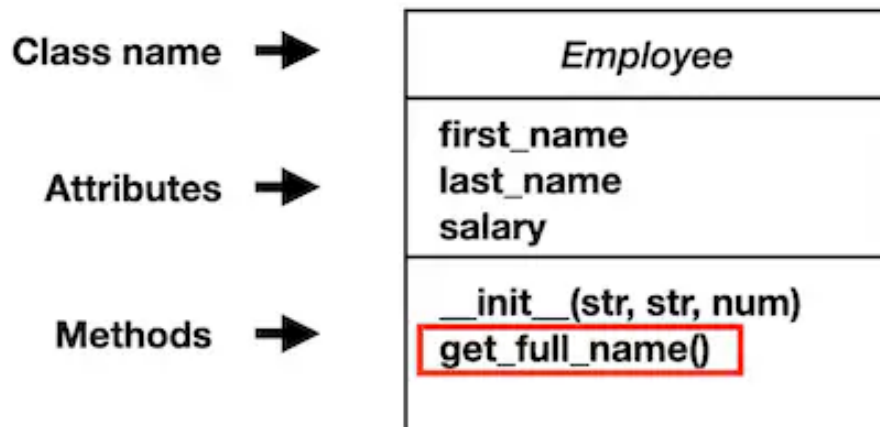 Class name
Employee
Attributes
first_name
last_name
salary
Methods
__init__(str, str, num)
get_full_name()